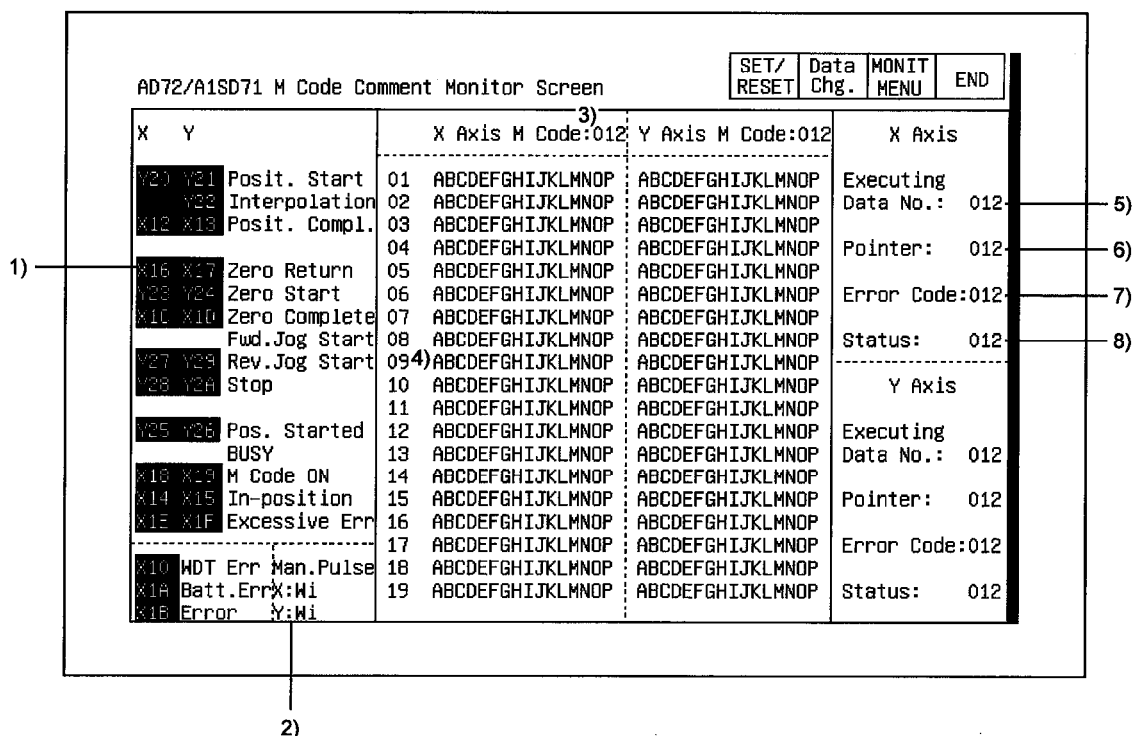 AD72/A1SD71 M Code Comment Monitor Screen
SET/ RESET
Data Chg.
MONIT MENU
END
X Y
Y20 Y21 Posit. Start
Y22 Interpolation
X12 X13 Posit. Compl.
X16 X17 Zero Return
Y23 Y24 Zero Start
X1C X1D Zero Complete
Fwd.Jog Start
Y27 Y29 Rev.Jog Start
Y28 Y2A Stop
Y25 Y26 Pos. Started
BUSY
X18 X19 M Code ON
X14 X15 In-position
X1E X1F Excessive Err
X10 WDT Err Man.Pulse
X1A Batt.Err X:Wi
X1B Error Y:Wi
1)
2)
3)
X Axis M Code:012 Y Axis M Code:012
01 ABCDEFGHIJKLMNOP ABCDEFGHIJKLMNOP
02 ABCDEFGHIJKLMNOP ABCDEFGHIJKLMNOP
03 ABCDEFGHIJKLMNOP ABCDEFGHIJKLMNOP
04 ABCDEFGHIJKLMNOP ABCDEFGHIJKLMNOP
05 ABCDEFGHIJKLMNOP ABCDEFGHIJKLMNOP
06 ABCDEFGHIJKLMNOP ABCDEFGHIJKLMNOP
07 ABCDEFGHIJKLMNOP ABCDEFGHIJKLMNOP
08 ABCDEFGHIJKLMNOP ABCDEFGHIJKLMNOP
09 4) ABCDEFGHIJKLMNOP ABCDEFGHIJKLMNOP
10 ABCDEFGHIJKLMNOP ABCDEFGHIJKLMNOP
11 ABCDEFGHIJKLMNOP ABCDEFGHIJKLMNOP
12 ABCDEFGHIJKLMNOP ABCDEFGHIJKLMNOP
13 ABCDEFGHIJKLMNOP ABCDEFGHIJKLMNOP
14 ABCDEFGHIJKLMNOP ABCDEFGHIJKLMNOP
15 ABCDEFGHIJKLMNOP ABCDEFGHIJKLMNOP
16 ABCDEFGHIJKLMNOP ABCDEFGHIJKLMNOP
17 ABCDEFGHIJKLMNOP ABCDEFGHIJKLMNOP
18 ABCDEFGHIJKLMNOP ABCDEFGHIJKLMNOP
19 ABCDEFGHIJKLMNOP ABCDEFGHIJKLMNOP
X Axis
Executing
Data No.: 012 5)
Pointer: 012 6)
Error Code:012 7)
Status: 012 8)
Y Axis
Executing
Data No.: 012
Pointer: 012
Error Code:012
Status: 012